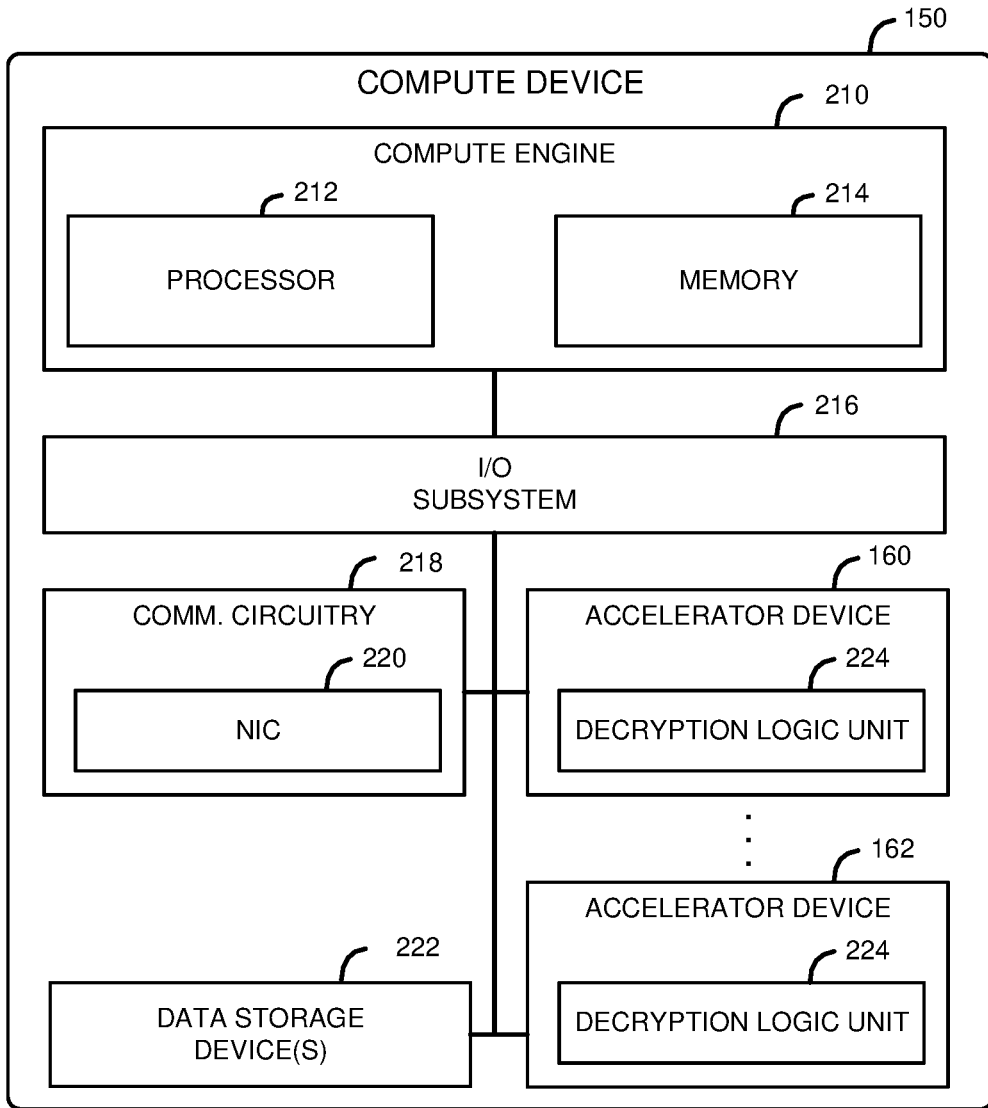 150
COMPUTE DEVICE
210
COMPUTE ENGINE
212
214
PROCESSOR
MEMORY
216
I/O
SUBSYSTEM
218
160
COMM. CIRCUITRY
ACCELERATOR DEVICE
220
224
NIC
DECRYPTION LOGIC UNIT
162
ACCELERATOR DEVICE
222
224
DATA STORAGE
DEVICE(S)
DECRYPTION LOGIC UNIT